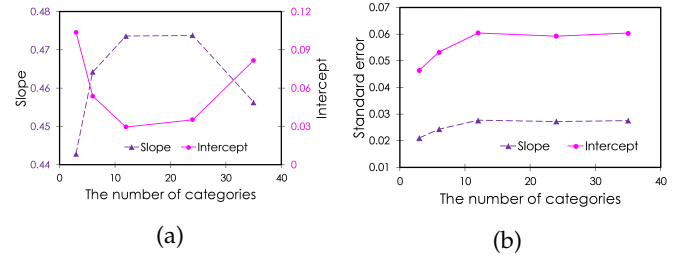 0.48
0.47
0.46
0.45
0.44
Slope
0.12
0.09
0.06
0.03
0
Intercept
Slope
Intercept
0
10
20
30
40
The number of categories
(a)
0.07
0.06
0.05
0.04
0.03
0.02
0.01
Standard error
Slope
Intercept
0
10
20
30
40
The number of categories
(b)